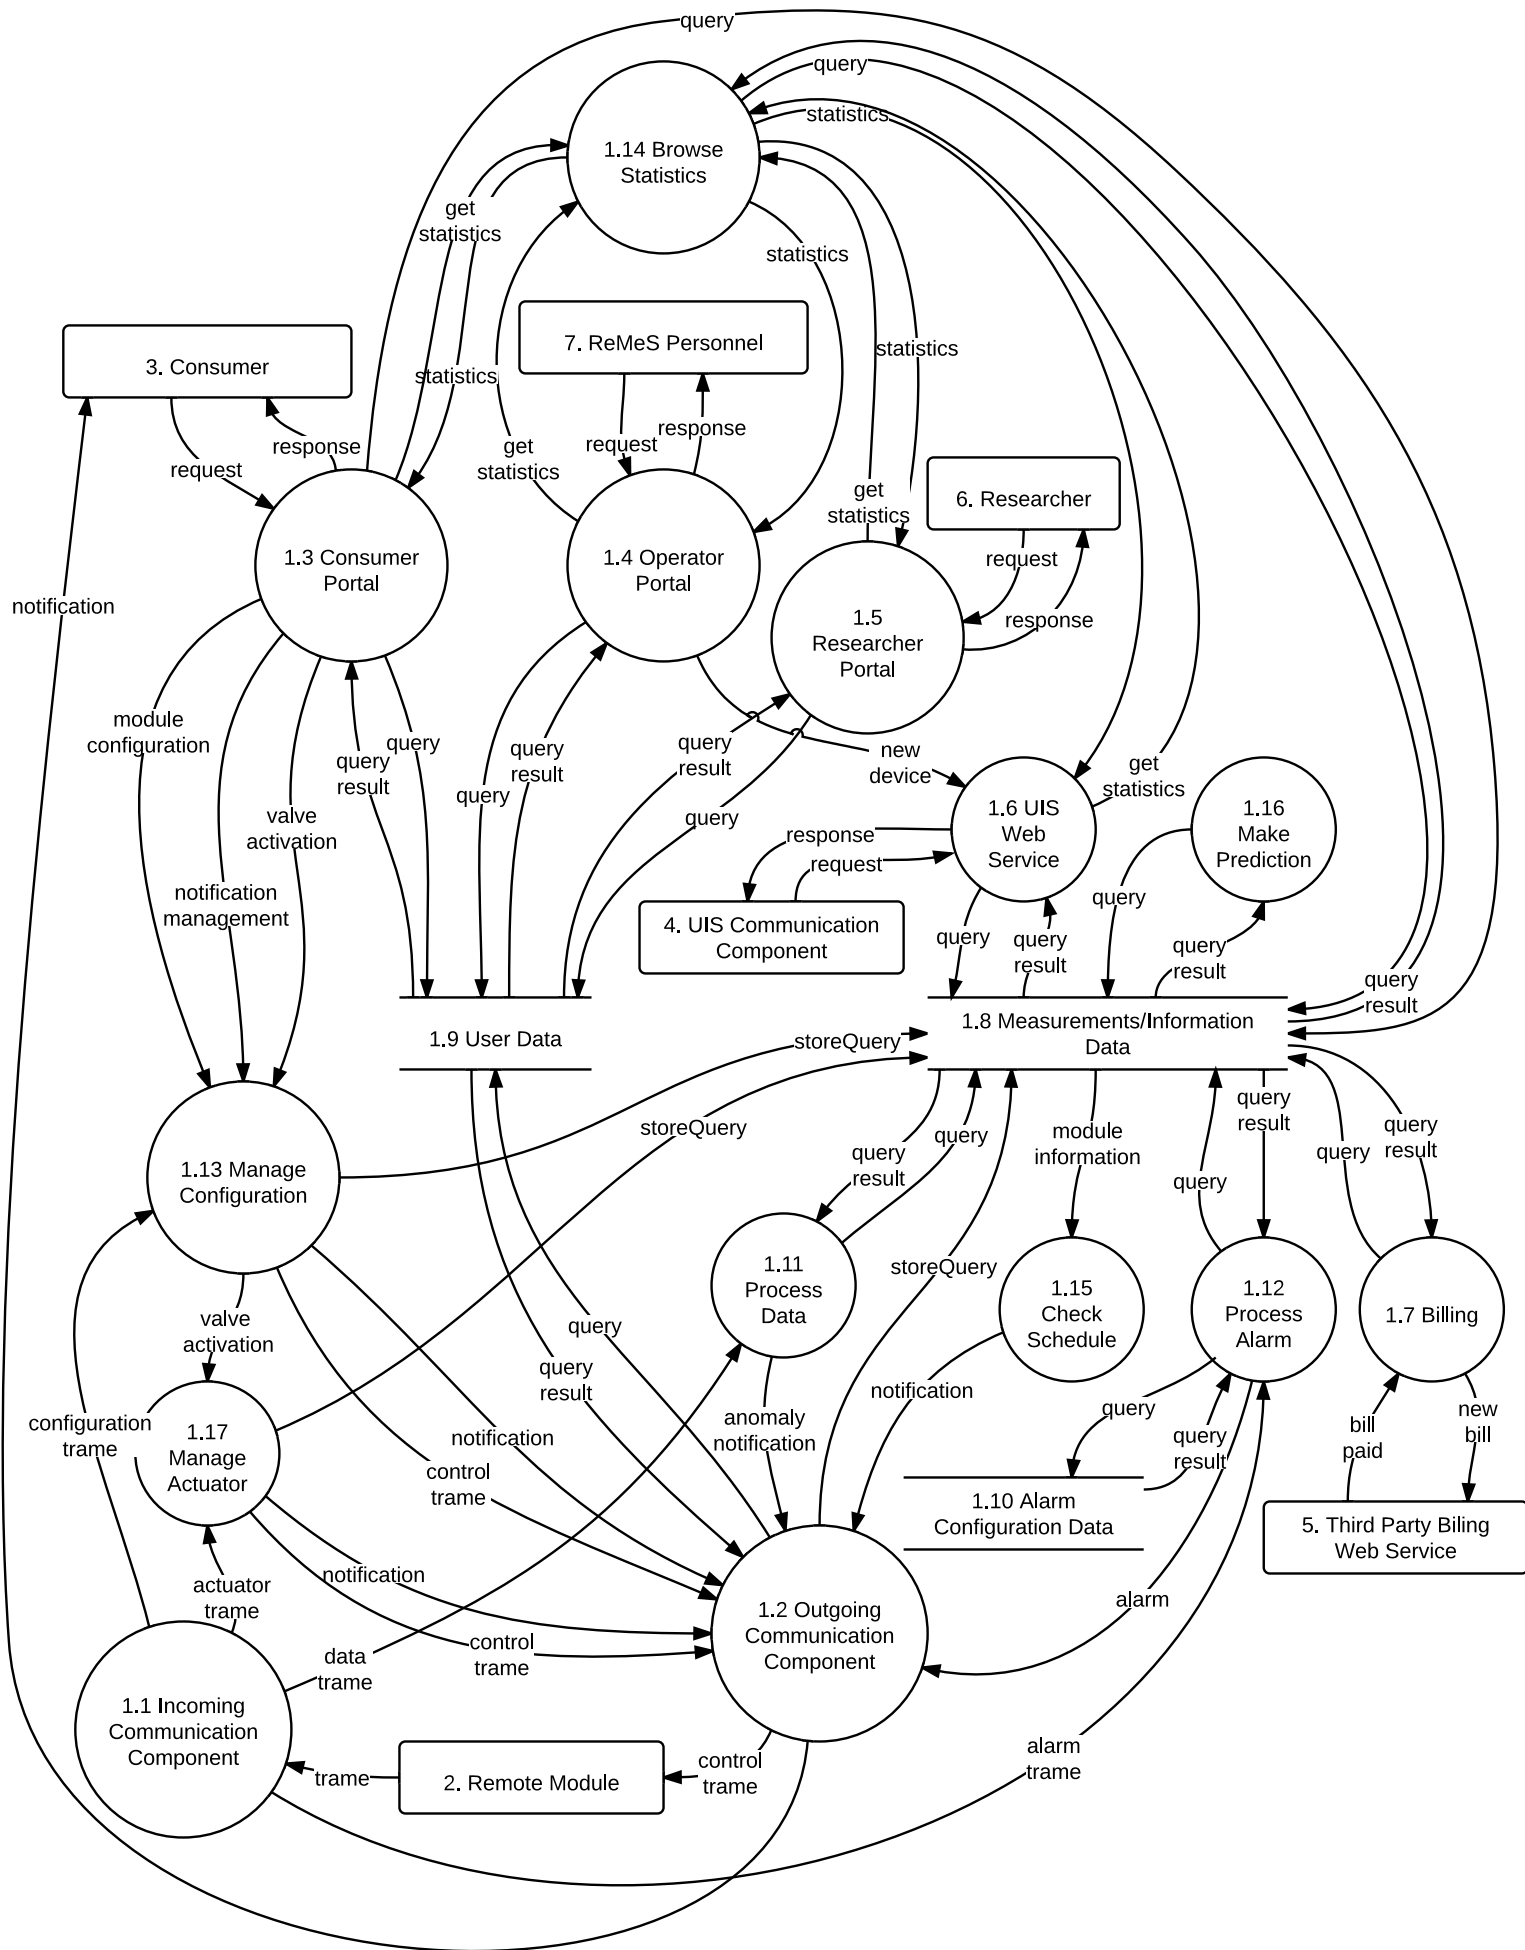 query
query
statistics
1.14 Browse
Statistics
get
statistics
statistics
7. ReMeS Personnel
3. Consumer
statistics
statistics
request
response
response
request
get
statistics
get
statistics
6. Researcher
request
response
1.3 Consumer
Portal
1.4 Operator
Portal
1.5
Researcher
Portal
notification
module
configuration
query
result
query
query
result
query
query
result
query
new
device
get
statistics
valve
activation
notification
management
1.6 UIS
Web
Service
1.16
Make
Prediction
response
request
4. UIS Communication
Component
query
query
result
query
query
result
query
result
1.9 User Data
storeQuery
1.8 Measurements/Information
Data
storeQuery
query
result
query
module
information
query
result
query
query
query
result
1.13 Manage
Configuration
1.11
Process
Data
storeQuery
1.15
Check
Schedule
1.12
Process
Alarm
1.7 Billing
valve
activation
query
query
result
configuration
trame
1.17
Manage
Actuator
notification
control
trame
anomaly
notification
notification
query
query
result
bill
paid
new
bill
1.10 Alarm
Configuration Data
5. Third Party Biling
Web Service
actuator
trame
notification
control
trame
data
trame
1.2 Outgoing
Communication
Component
alarm
1.1 Incoming
Communication
Component
trame
2. Remote Module
control
trame
alarm
trame